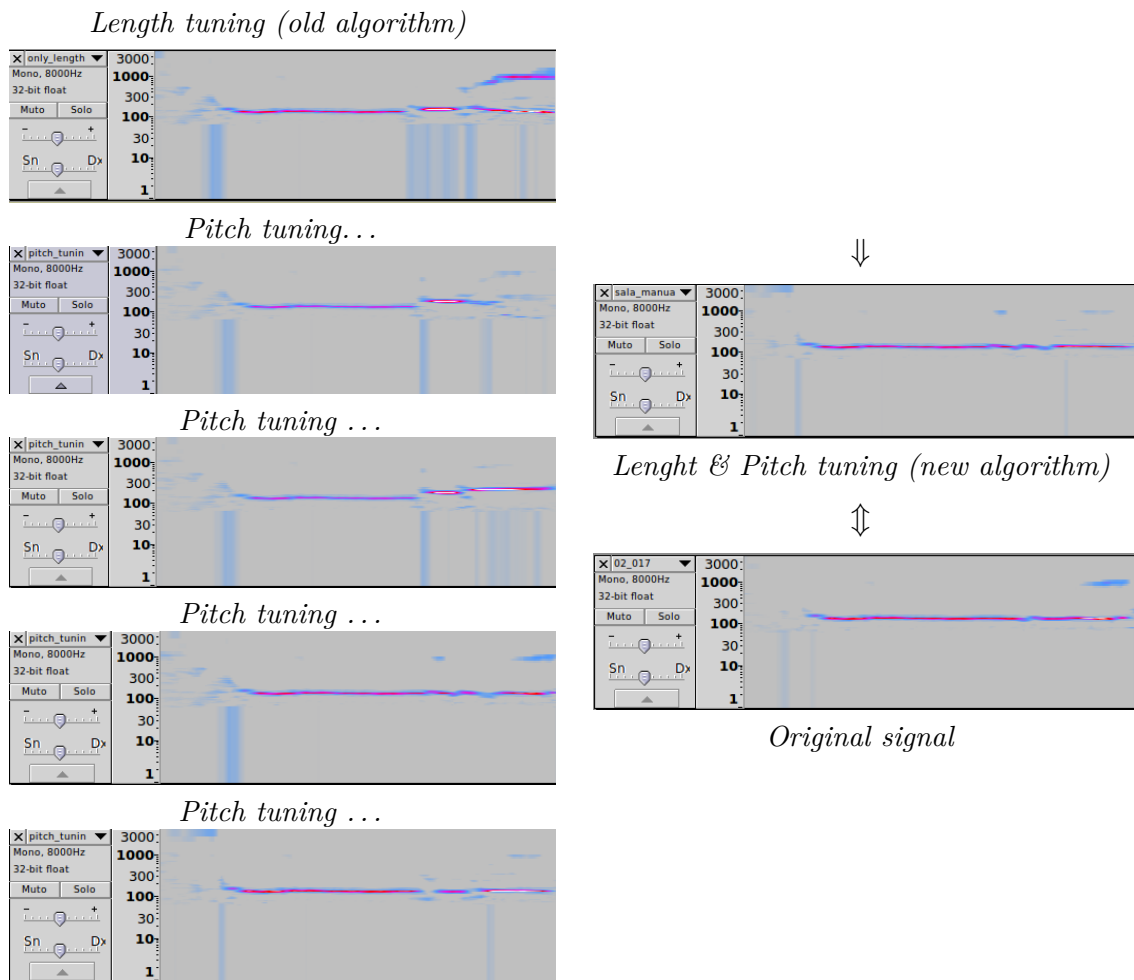 Length tuning (old algorithm)
× only_length ▼
Mono, 8000Hz
32-bit float
Muto Solo
- +
Sn Dx
3000
1000
300
100
30
10
1
Pitch tuning...
× pitch_tunin ▼
Mono, 8000Hz
32-bit float
Muto Solo
- +
Sn Dx
3000
1000
300
100
30
10
1
Pitch tuning ...
× pitch_tunin ▼
Mono, 8000Hz
32-bit float
Muto Solo
- +
Sn Dx
3000
1000
300
100
30
10
1
Pitch tuning ...
× pitch_tunin ▼
Mono, 8000Hz
32-bit float
Muto Solo
- +
Sn Dx
3000
1000
300
100
30
10
1
Pitch tuning ...
× pitch_tunin ▼
Mono, 8000Hz
32-bit float
Muto Solo
- +
Sn Dx
3000
1000
300
100
30
10
1
⇓
× sala_manua ▼
Mono, 8000Hz
32-bit float
Muto Solo
- +
Sn Dx
3000
1000
300
100
30
10
1
Lenght & Pitch tuning (new algorithm)
⇕
× 02_017 ▼
Mono, 8000Hz
32-bit float
Muto Solo
- +
Sn Dx
3000
1000
300
100
30
10
1
Original signal